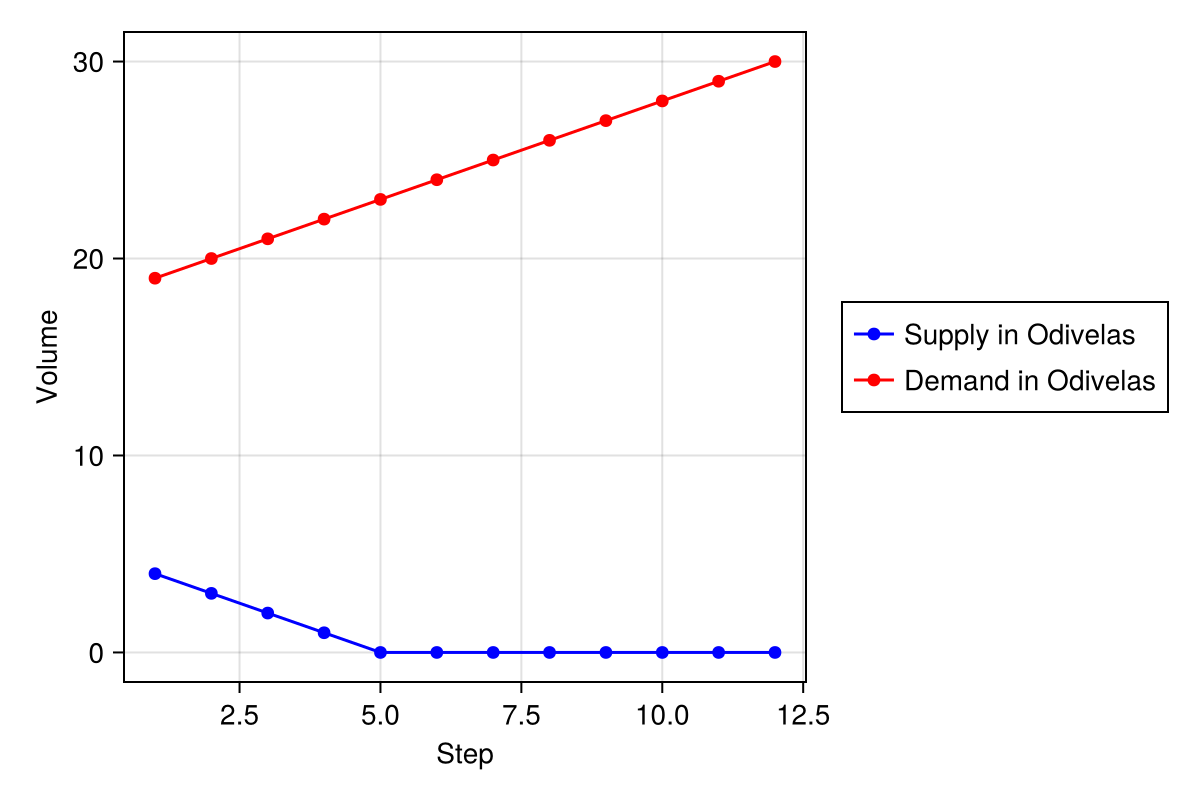 30
20
10
0
Volume
2.5 5.0 7.5 10.0 12.5
Step
Supply in Odivelas
Demand in Odivelas